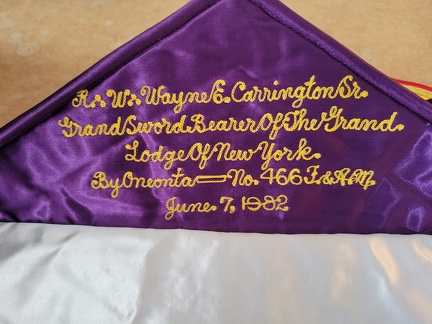 R∴W∴Wayne E. Carrington Sr.
Grand Sword Bearer Of The Grand
Lodge Of New York.
By Oneonta — No. 466 F.&A.M.
June. 7, 1982